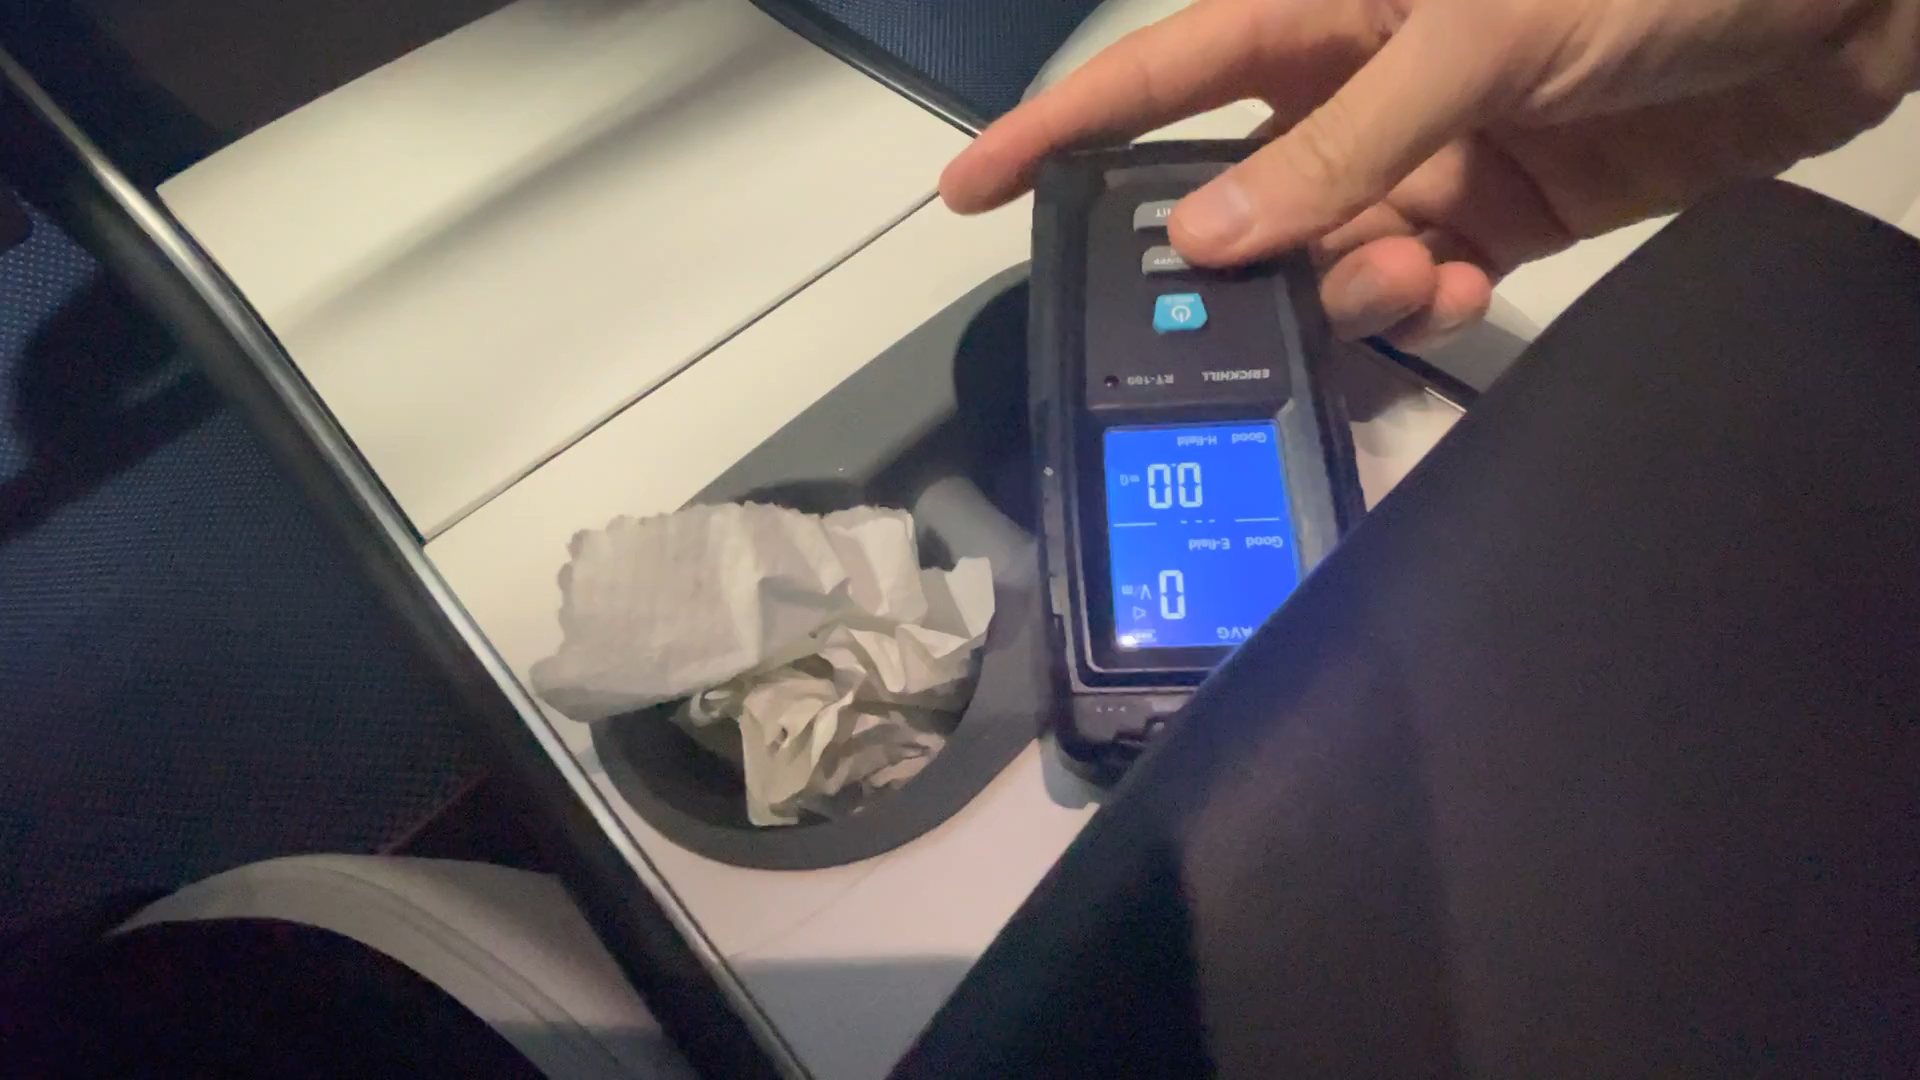 AVG
0 V/m
Good E-field
0.0 mG
Good H-field
ERICKHILL RT-100